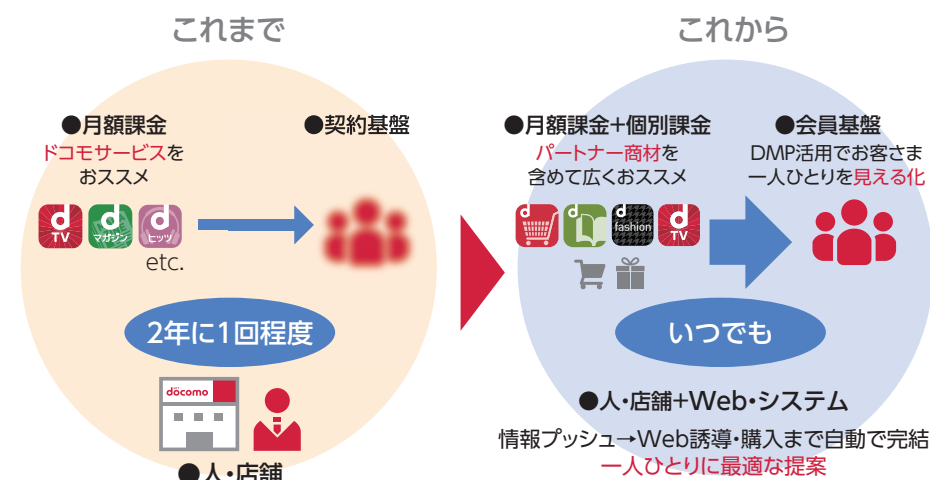 これまで
●月額課金
ドコモサービスを
おススメ
d
TV
d
マガジン
d
ヒッツ
etc.
●契約基盤
2年に1回程度
döcomo
●人・店舗
これから
●月額課金+個別課金
パートナー商材を
含めて広くおススメ
d
d
d
fashion
d
TV
●会員基盤
DMP活用でお客さま
一人ひとりを見える化
いつでも
●人・店舗+Web・システム
情報プッシュ→Web誘導・購入まで自動で完結
一人ひとりに最適な提案